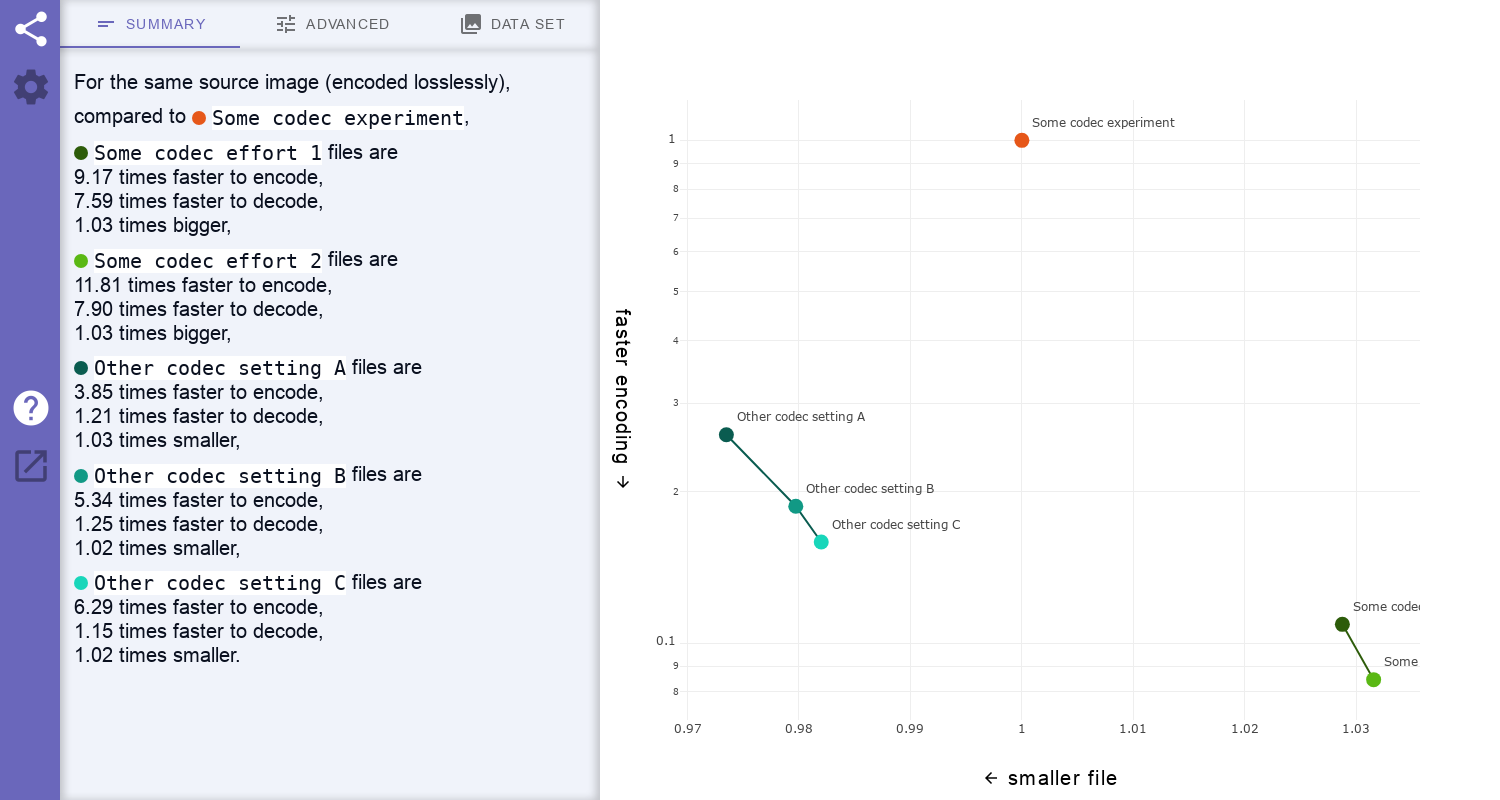 SUMMARY ADVANCED DATA SET
For the same source image (encoded losslessly),
compared to Some codec experiment,
Some codec effort 1 files are
9.17 times faster to encode,
7.59 times faster to decode,
1.03 times bigger,
Some codec effort 2 files are
11.81 times faster to encode,
7.90 times faster to decode,
1.03 times bigger,
Other codec setting A files are
3.85 times faster to encode,
1.21 times faster to decode,
1.03 times smaller,
Other codec setting B files are
5.34 times faster to encode,
1.25 times faster to decode,
1.02 times smaller,
Other codec setting C files are
6.29 times faster to encode,
1.15 times faster to decode,
1.02 times smaller.
faster encoding →
Some codec experiment
1
9
8
7
6
5
4
3
Other codec setting A
2
Other codec setting B
Other codec setting C
Some codec
0.1
9
Some
8
0.97 0.98 0.99 1 1.01 1.02 1.03
← smaller file